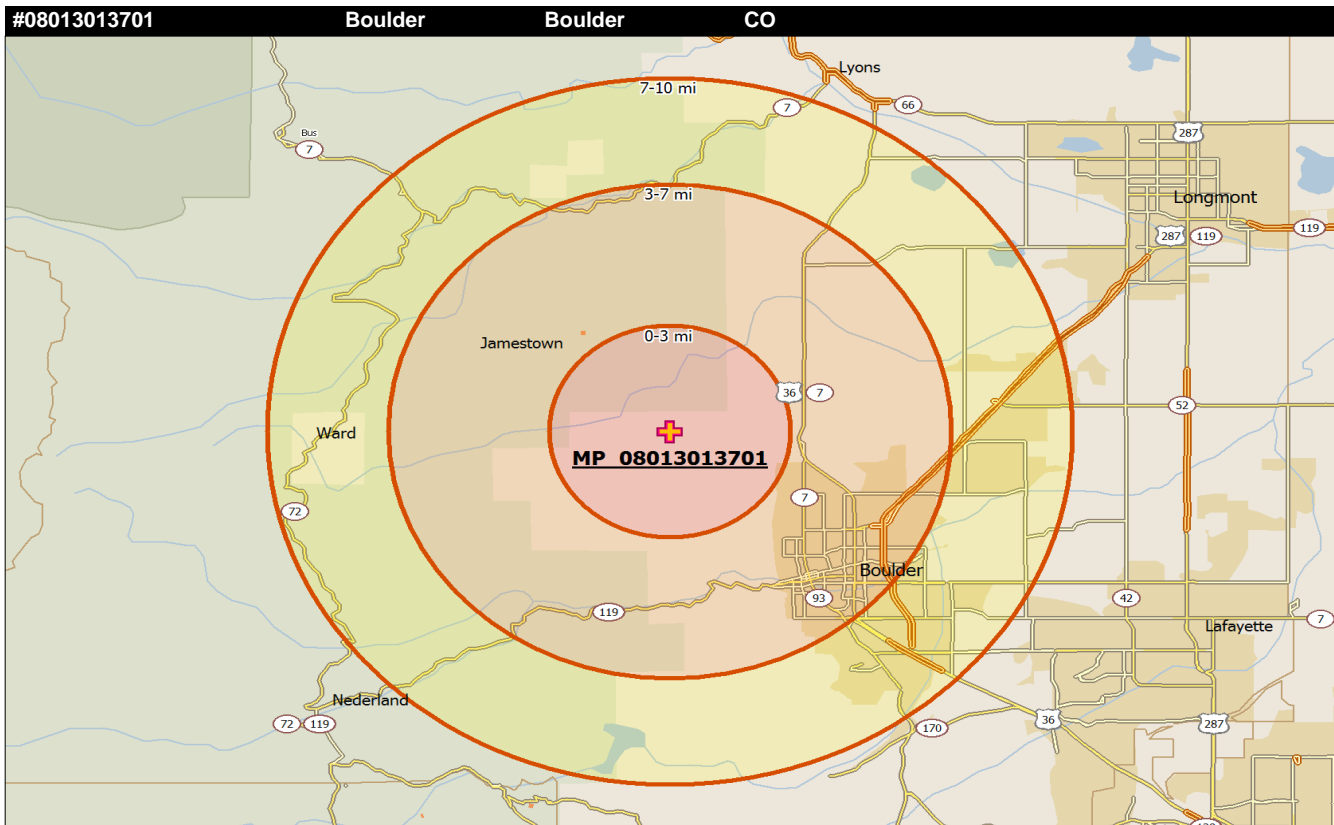 #08013013701 Boulder Boulder CO
Lyons
7-10 mi
7
66
Bus
7
287
3-7 mi
Longmont
287 119
119
0-3 mi
Jamestown
36 7
52
Ward
MP 08013013701
7
72
Boulder
119
93
42
Lafayette
7
Nederland
72 119
36
287
170